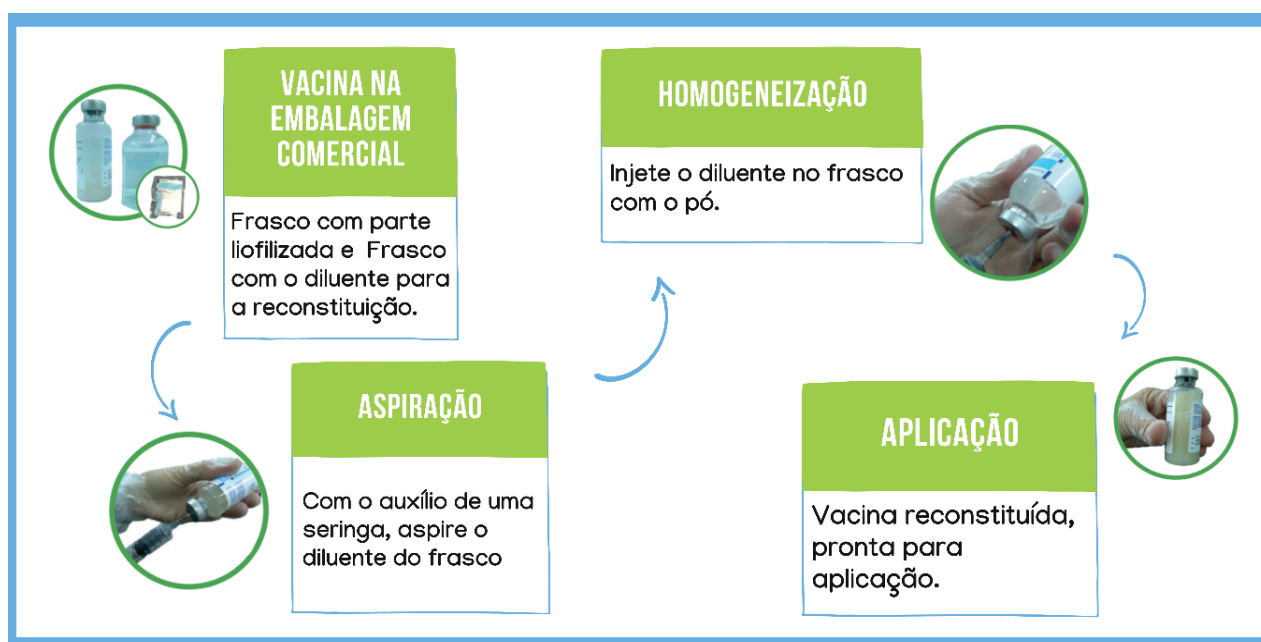 VACINA NA
EMBALAGEM
COMERCIAL
Frasco com parte
liofilizada e Frasco
com o diluente para
a reconstituição.
ASPIRAÇÃO
Com o auxílio de uma
seringa, aspire o
diluente do frasco
HOMOGENEIZAÇÃO
Injete o diluente no frasco
com o pó.
APLICAÇÃO
Vacina reconstituída,
pronta para
aplicação.